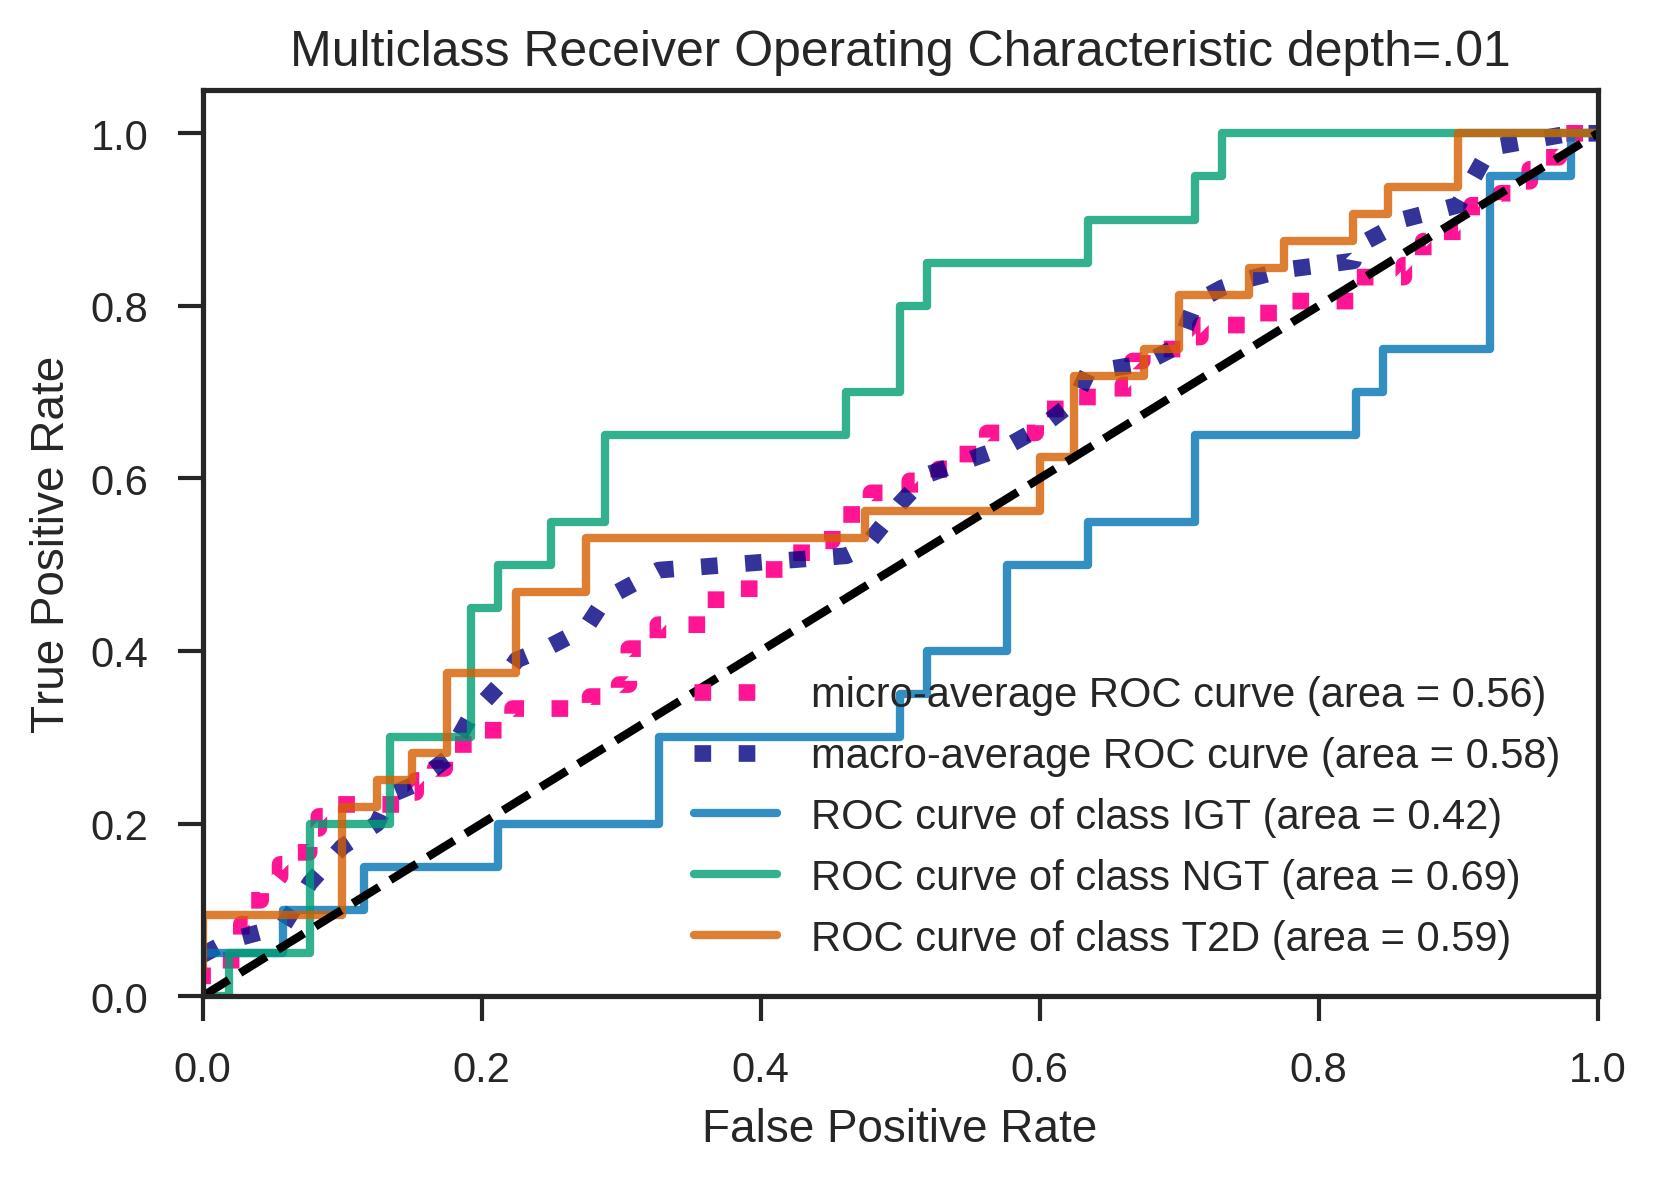 Multiclass Receiver Operating Characteristic depth=.01
True Positive Rate
1.0
0.8
0.6
0.4
0.2
0.0
micro-average ROC curve (area = 0.56)
macro-average ROC curve (area = 0.58)
ROC curve of class IGT (area = 0.42)
ROC curve of class NGT (area = 0.69)
ROC curve of class T2D (area = 0.59)
0.0 0.2 0.4 0.6 0.8 1.0
False Positive Rate